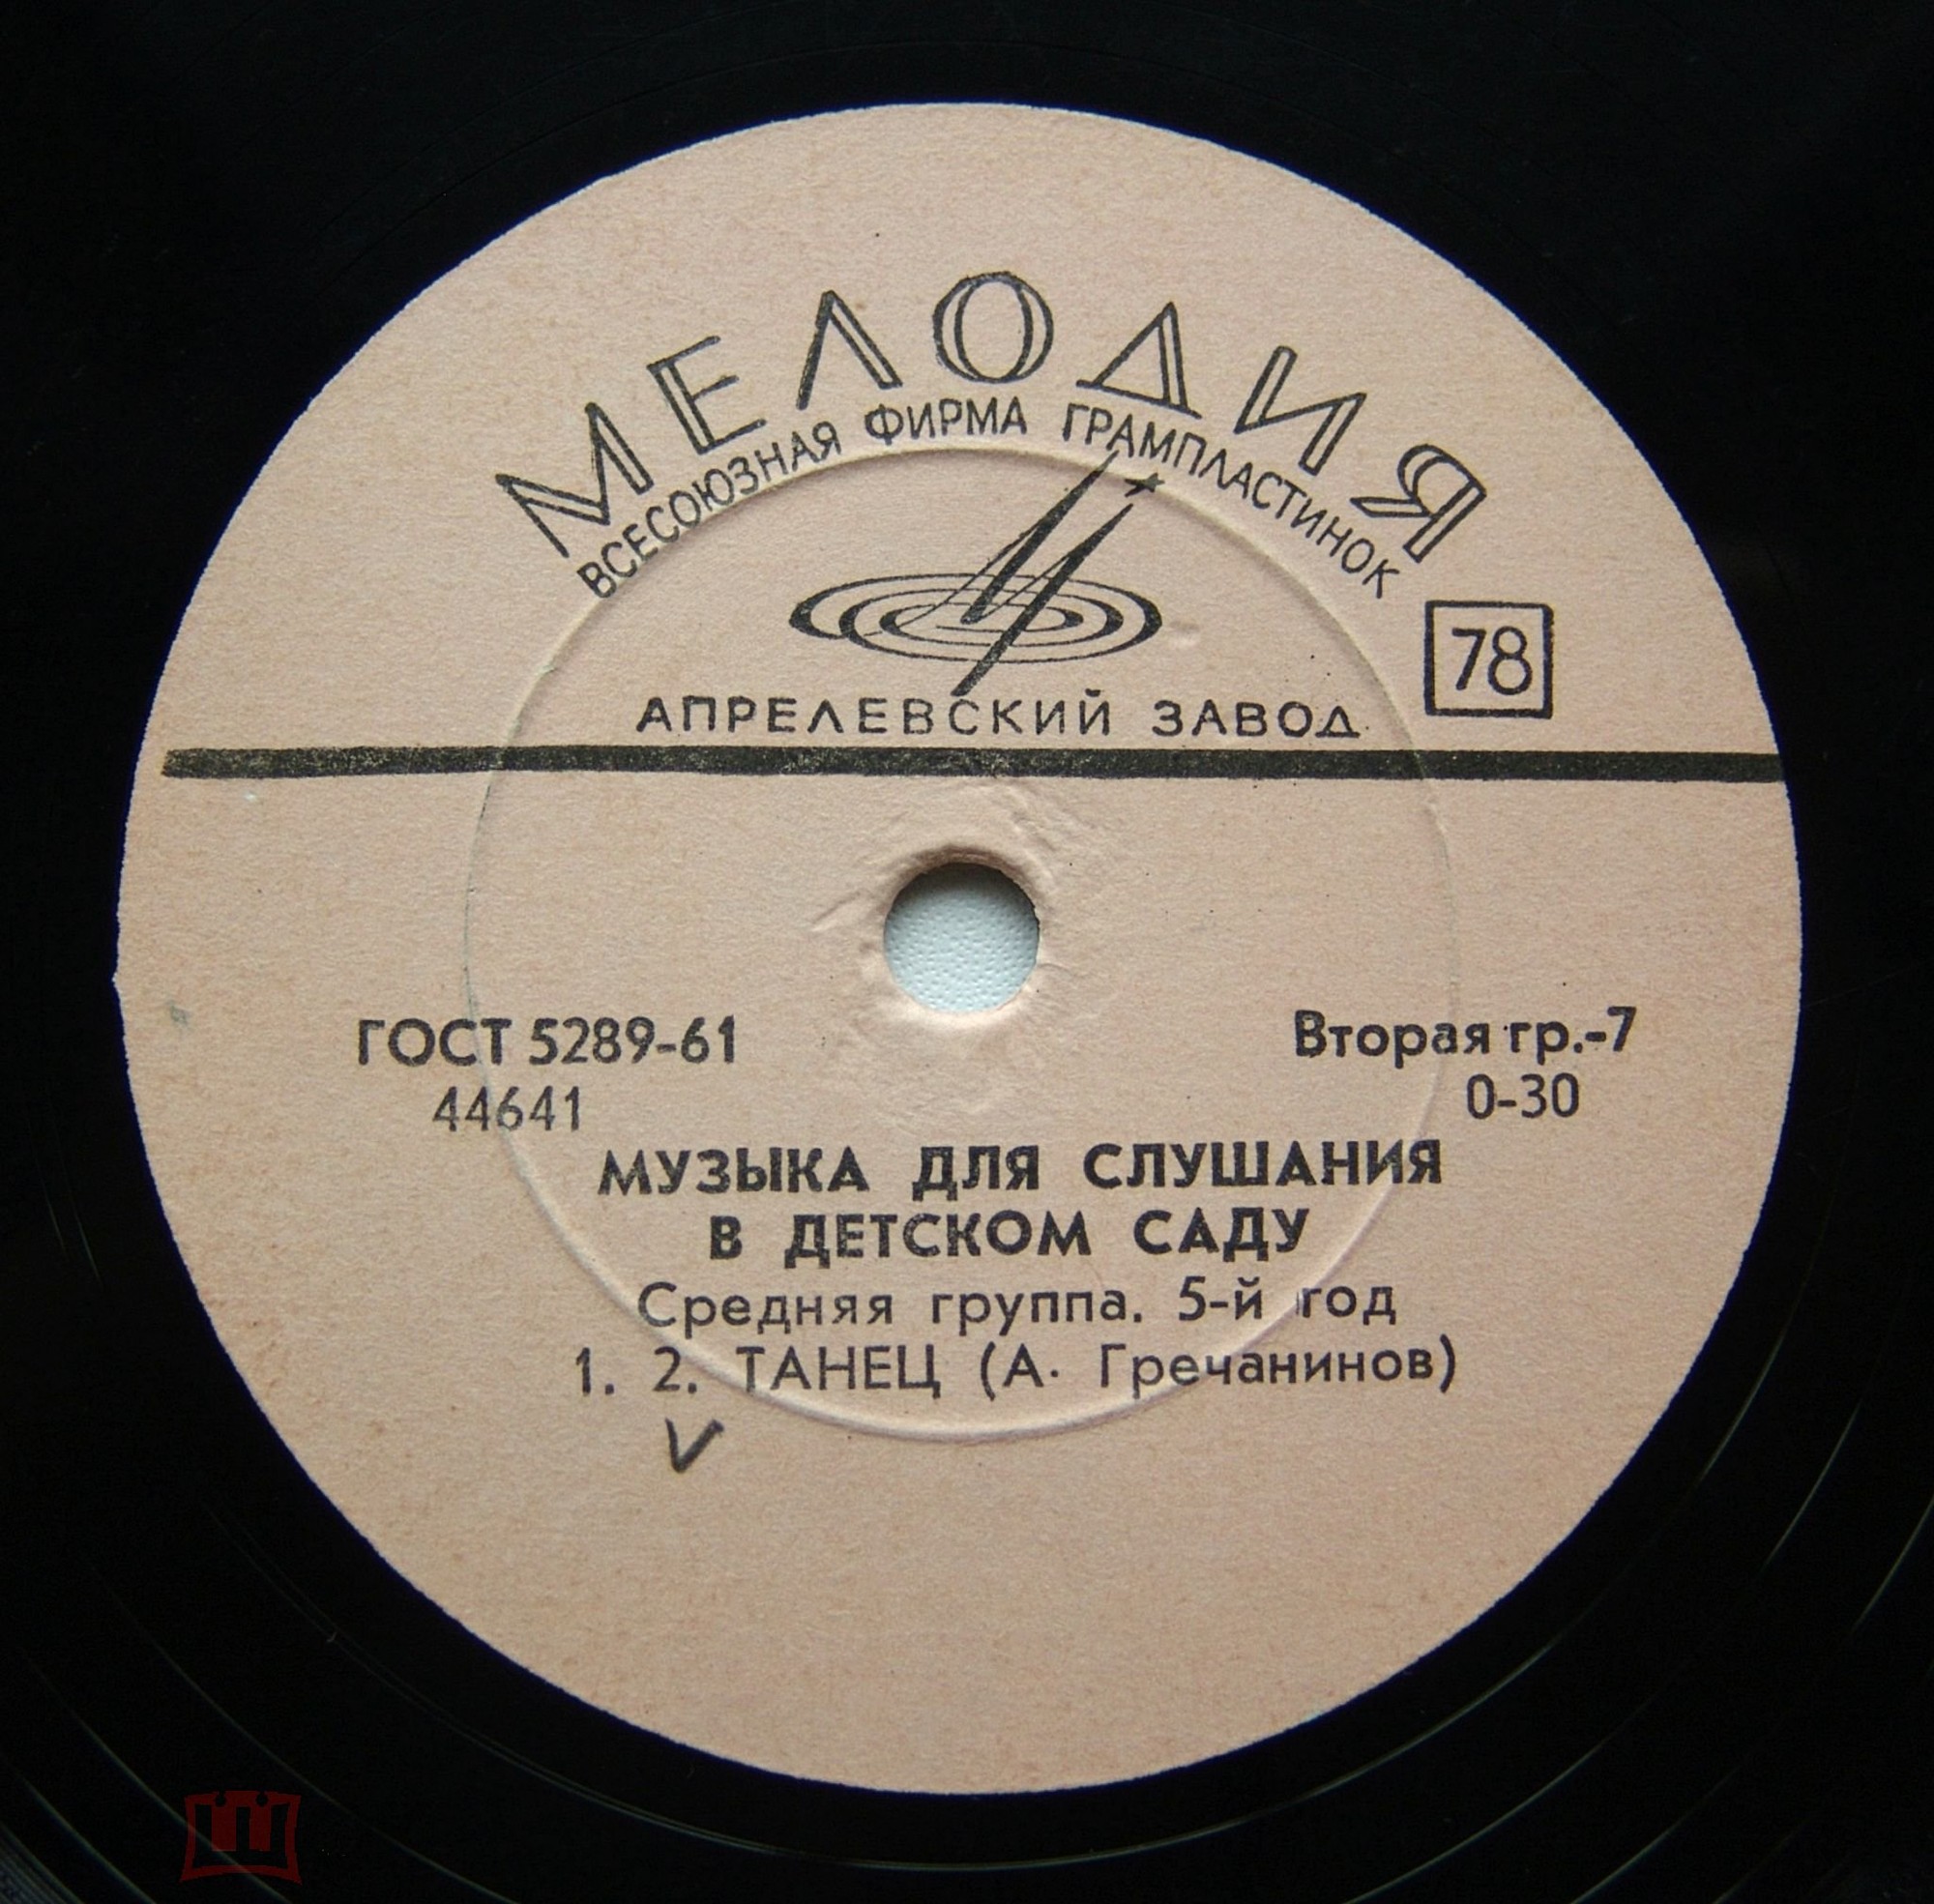 МЕЛОДИЯ
ВСЕСОЮЗНАЯ ФИРМА ГРАМПЛАСТИНОК
78
АПРЕЛЕВСКИЙ ЗАВОД
ГОСТ 5289-61
Вторая гр.-7
44641
0-30
МУЗЫКА ДЛЯ СЛУШАНИЯ
В ДЕТСКОМ САДУ
Средняя группа. 5-й год
1. 2. ТАНЕЦ (А. Гречанинов)